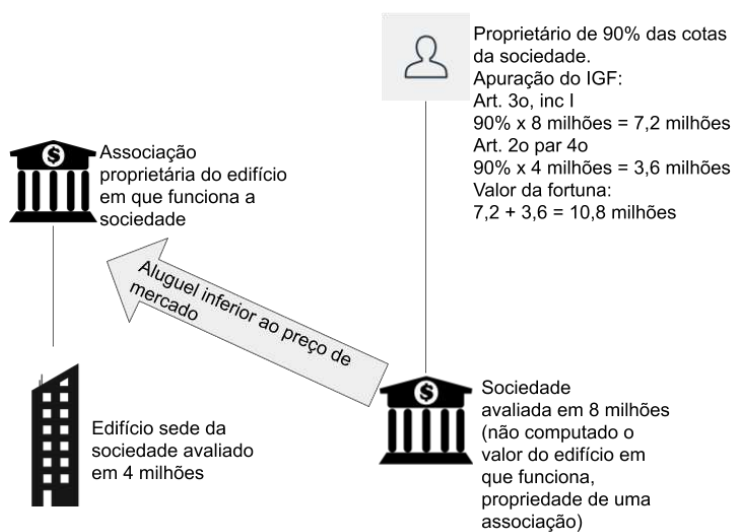 Proprietário de 90% das cotas
da sociedade.
Apuração do IGF:
Art. 3o, inc I
90% x 8 milhões = 7,2 milhões
Art. 2o par 4o
90% x 4 milhões = 3,6 milhões
Valor da fortuna:
7,2 + 3,6 = 10,8 milhões
$
Associação
proprietária do edifício
em que funciona a
sociedade
Aluguel inferior ao preço de
mercado
Edifício sede da
sociedade avaliado
em 4 milhões
$
Sociedade
avaliada em 8 milhões
(não computado o
valor do edifício em
que funciona,
propriedade de uma
associação)